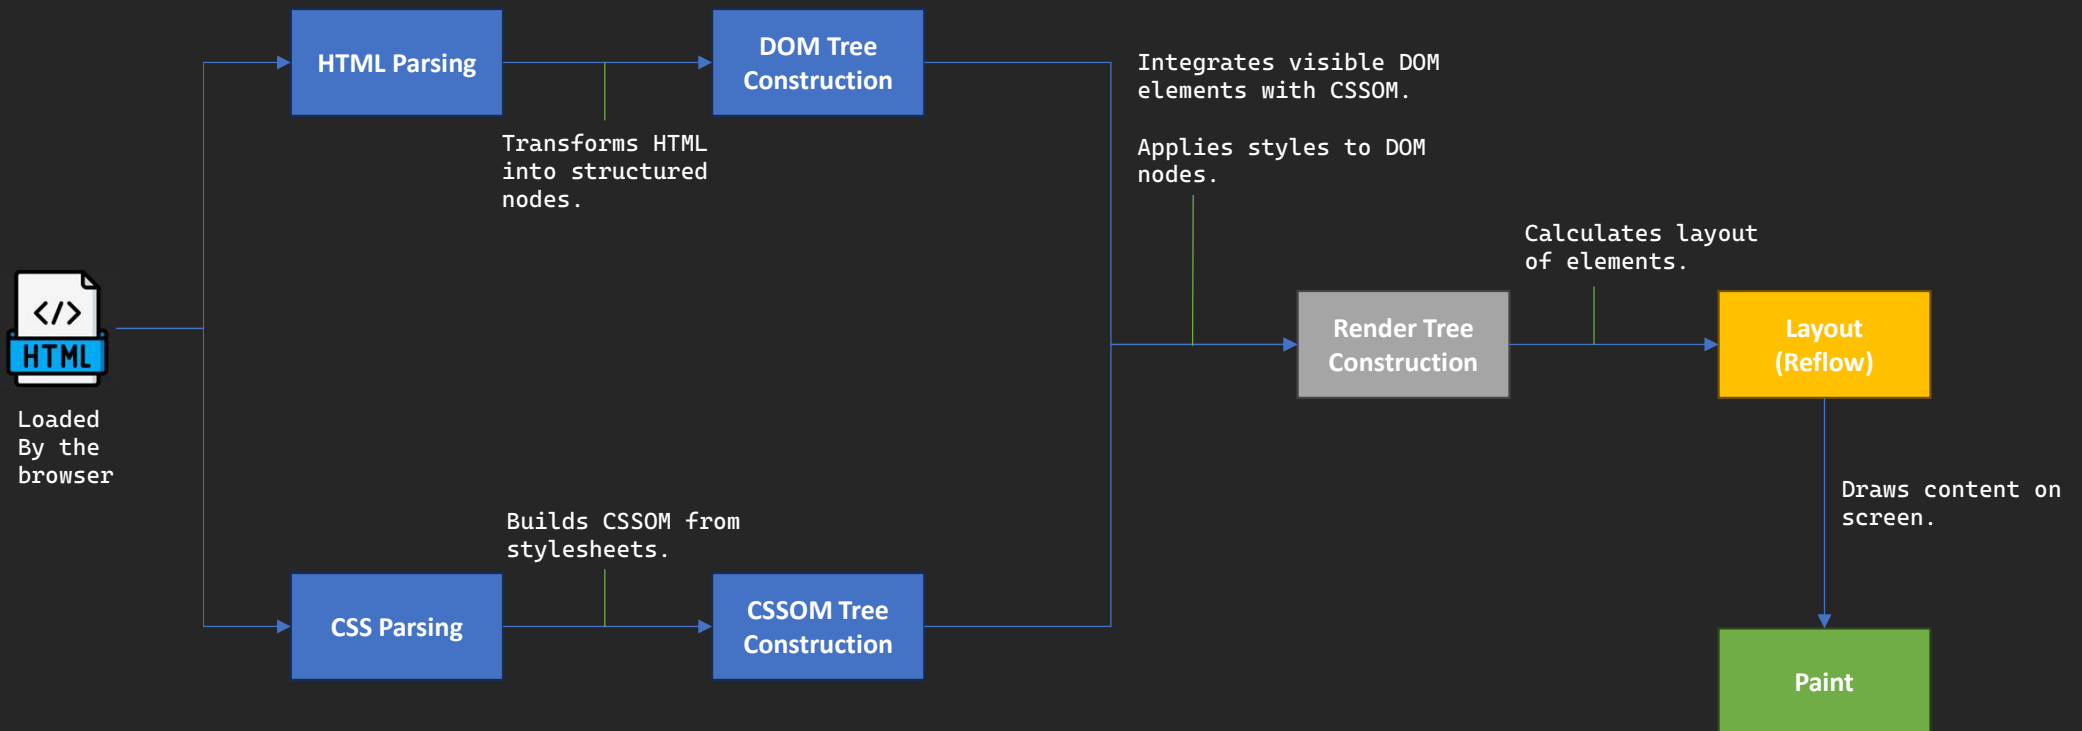 HTML Parsing
DOM Tree
Construction
Transforms HTML
into structured
nodes.
Integrates visible DOM
elements with CSSOM.
Applies styles to DOM
nodes.
</>
HTML
Loaded
By the
browser
Render Tree
Construction
Calculates layout
of elements.
Layout
(Reflow)
Builds CSSOM from
stylesheets.
CSS Parsing
CSSOM Tree
Construction
Draws content on
screen.
Paint